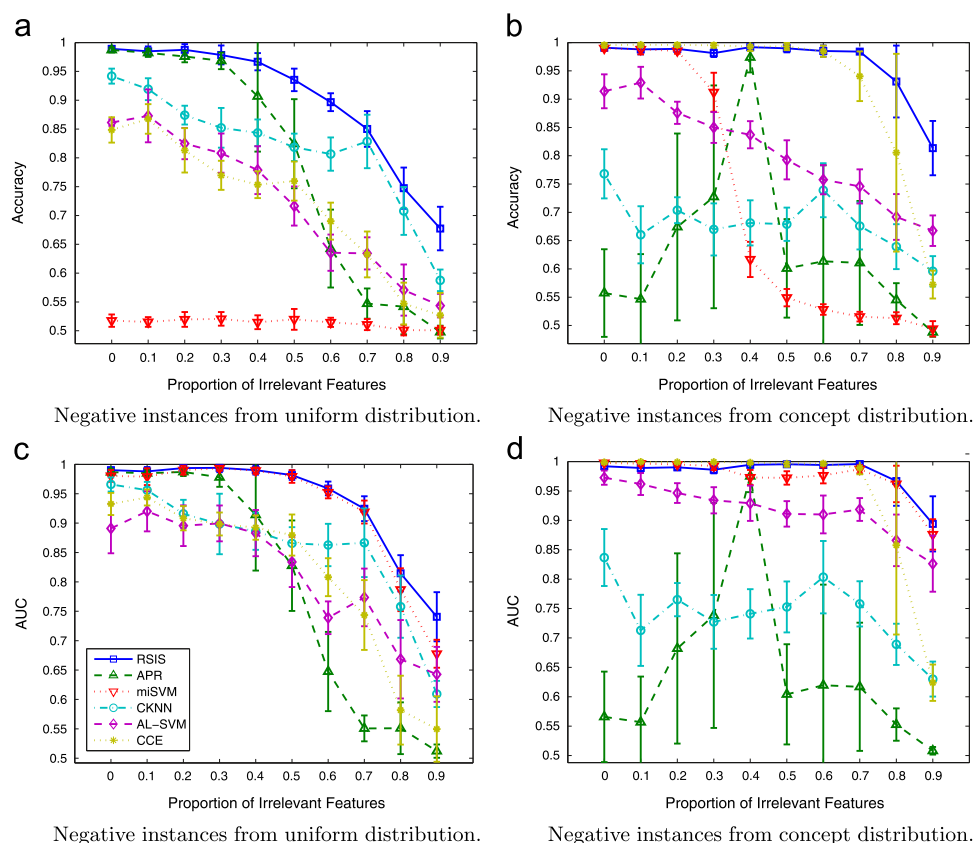 a
1
0.95
0.9
0.85
0.8
0.75
0.7
0.65
0.6
0.55
0.5
Accuracy
0 0.1 0.2 0.3 0.4 0.5 0.6 0.7 0.8 0.9
Proportion of Irrelevant Features
Negative instances from uniform distribution.
b
1
0.95
0.9
0.85
0.8
0.75
0.7
0.65
0.6
0.55
0.5
Accuracy
0 0.1 0.2 0.3 0.4 0.5 0.6 0.7 0.8 0.9
Proportion of Irrelevant Features
Negative instances from concept distribution.
c
1
0.95
0.9
0.85
0.8
0.75
0.7
0.65
0.6
0.55
0.5
AUC
RSIS
APR
miSVM
CKNN
AL-SVM
CCE
0 0.1 0.2 0.3 0.4 0.5 0.6 0.7 0.8 0.9
Proportion of Irrelevant Features
Negative instances from uniform distribution.
d
1
0.95
0.9
0.85
0.8
0.75
0.7
0.65
0.6
0.55
0.5
AUC
0 0.1 0.2 0.3 0.4 0.5 0.6 0.7 0.8 0.9
Proportion of Irrelevant Features
Negative instances from concept distribution.